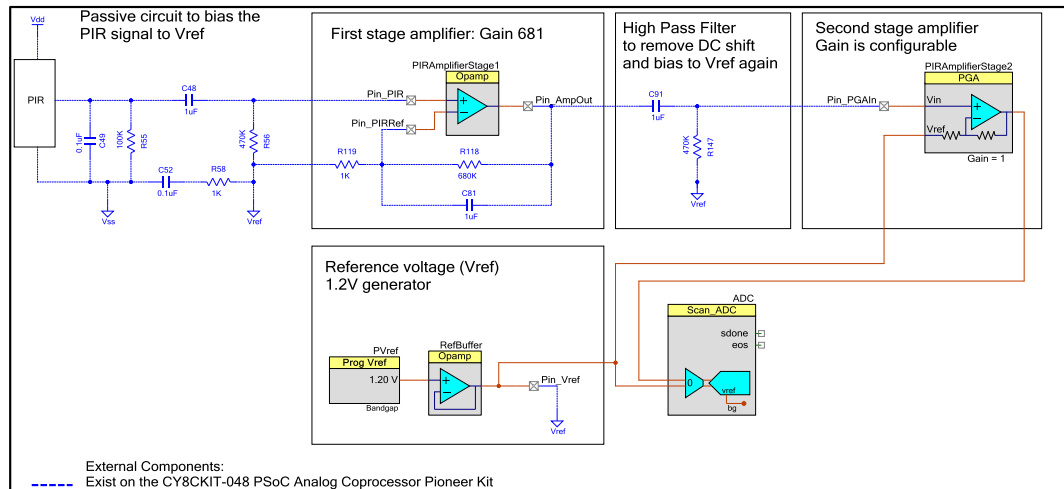 Vdd
Passive circuit to bias the
PIR signal to Vref
PIR
C48
1uF
0.1uF
C49
100K
R55
C52
0.1uF
R58
1K
470K
R56
Vss
Vref
First stage amplifier: Gain 681
PIRAmplifierStage1
Opamp
Pin_PIR
Pin_PIRRef
Pin_AmpOut
R119
1K
R118
680K
C81
1uF
High Pass Filter
to remove DC shift
and bias to Vref again
C91
1uF
470K
R147
Vref
Second stage amplifier
Gain is configurable
PIRAmplifierStage2
PGA
Pin_PGAIn
Vin
Vref
Gain = 1
Reference voltage (Vref)
1.2V generator
PVref
Prog Vref
1.20 V
Bandgap
RefBuffer
Opamp
Pin_Vref
Vref
ADC
Scan_ADC
sdone
eos
0
vref
bg
External Components:
Exist on the CY8CKIT-048 PSoC Analog Coprocessor Pioneer Kit